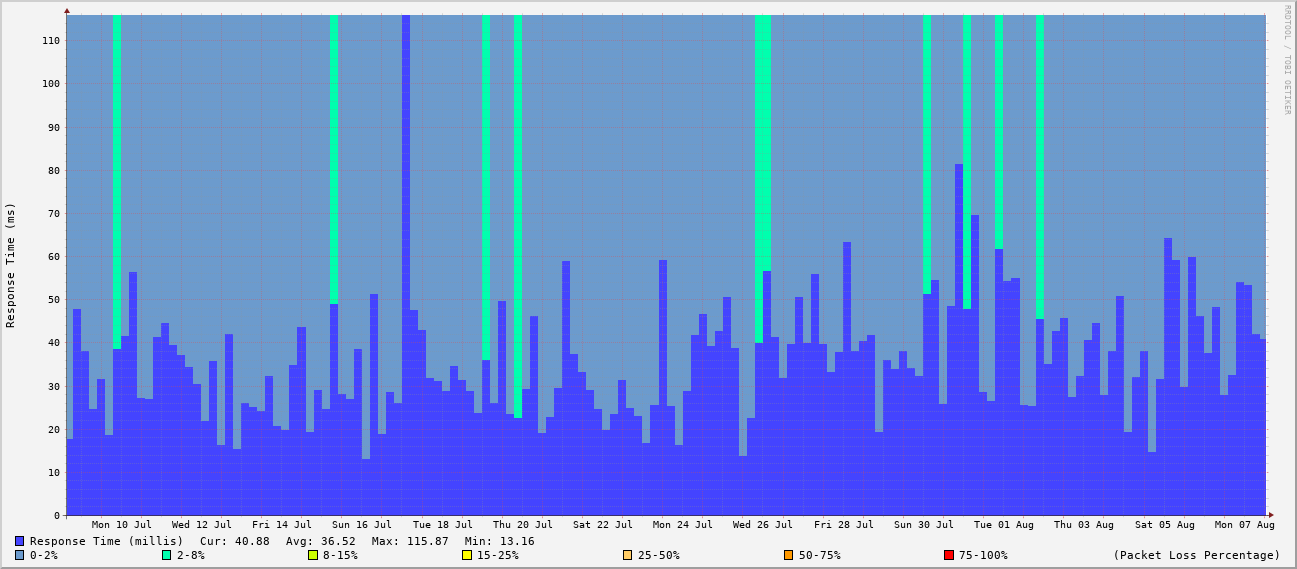 RRDTOOL / TOBI OETIKER
Response Time (ms)
110
100
90
80
70
60
50
40
30
20
10
0
Mon 10 Jul Wed 12 Jul Fri 14 Jul Sun 16 Jul Tue 18 Jul Thu 20 Jul Sat 22 Jul Mon 24 Jul Wed 26 Jul Fri 28 Jul Sun 30 Jul Tue 01 Aug Thu 03 Aug Sat 05 Aug Mon 07 Aug
Response Time (millis) Cur: 40.88 Avg: 36.52 Max: 115.87 Min: 13.16
0-2% 2-8% 8-15% 15-25% 25-50% 50-75% 75-100% (Packet Loss Percentage)